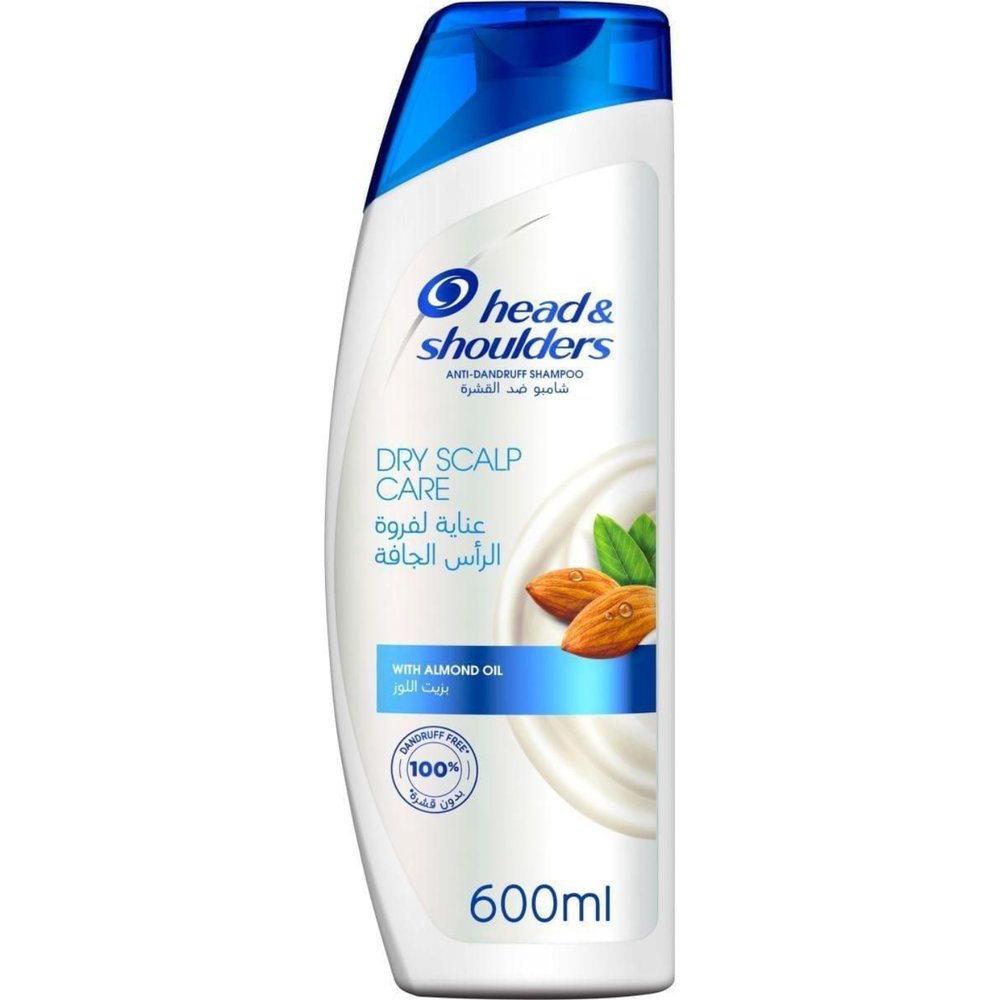 head &
shoulders
ANTI-DANDRUFF SHAMPOO
شامبو ضد القشرة
DRY SCALP
CARE
عناية لفروة
الرأس الجافة
WITH ALMOND OIL
بزيت اللوز
DANDRUFF FREE*
100%
بدون قشرة*
600ml